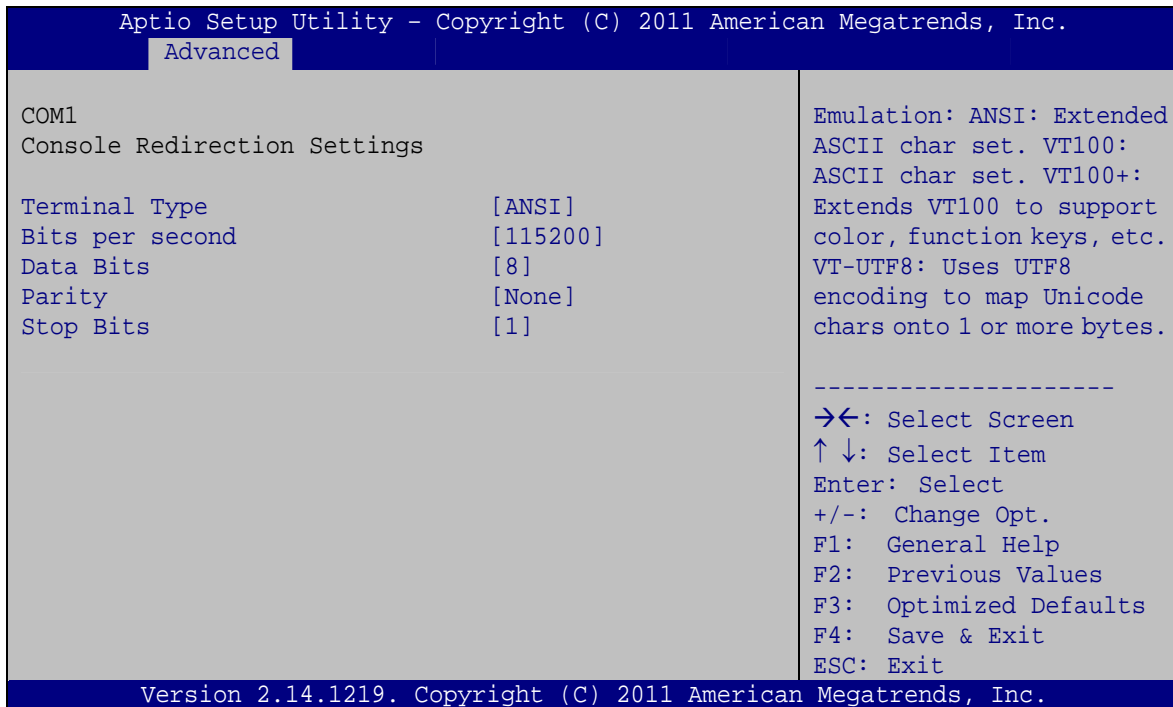 Aptio Setup Utility – Copyright (C) 2011 American Megatrends, Inc.
Advanced
COM1
Console Redirection Settings
Terminal Type [ANSI]
Bits per second [115200]
Data Bits [8]
Parity [None]
Stop Bits [1]
Emulation: ANSI: Extended
ASCII char set. VT100:
ASCII char set. VT100+:
Extends VT100 to support
color, function keys, etc.
VT-UTF8: Uses UTF8
encoding to map Unicode
chars onto 1 or more bytes.
---------------------
→←: Select Screen
↑ ↓: Select Item
Enter: Select
+/-: Change Opt.
F1: General Help
F2: Previous Values
F3: Optimized Defaults
F4: Save & Exit
ESC: Exit
Version 2.14.1219. Copyright (C) 2011 American Megatrends, Inc.